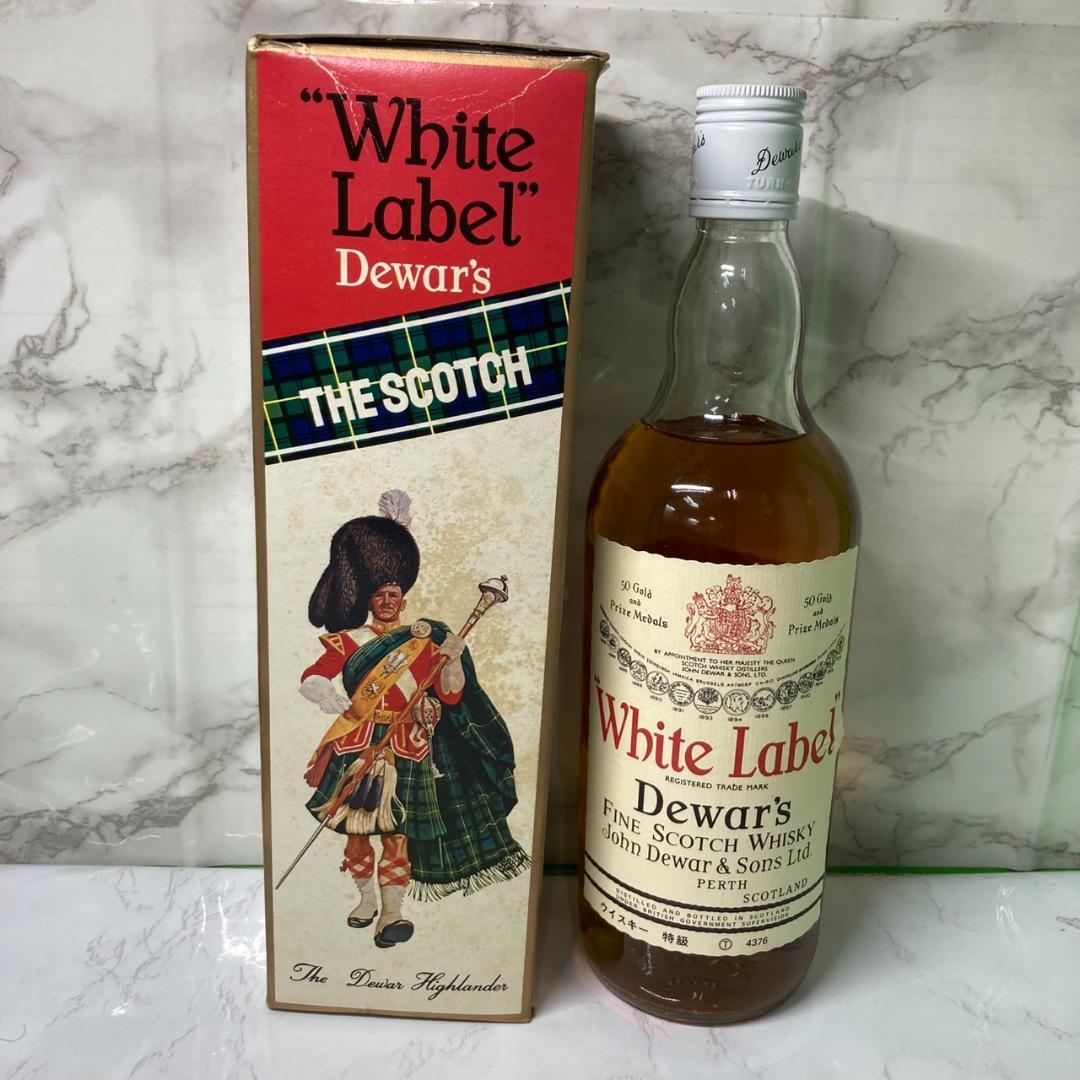 “White
Label”
Dewar's
THE SCOTCH
The Dewar Highlander
Dewar's
TURN
50 Gold
and
Prize Medals
50 Gold
and
Prize Medals
BY APPOINTMENT TO HER MAJESTY THE QUEEN
SCOTCH WHISKY DISTILLERS
JOHN DEWAR & SONS, LTD.
“White Label”
REGISTERED TRADE MARK
Dewar's
FINE SCOTCH WHISKY
John Dewar & Sons Ltd.
PERTH
SCOTLAND
DISTILLED AND BOTTLED IN SCOTLAND
UNDER BRITISH GOVERNMENT SUPERVISION
ウイスキー 特級 Ⓣ 4376